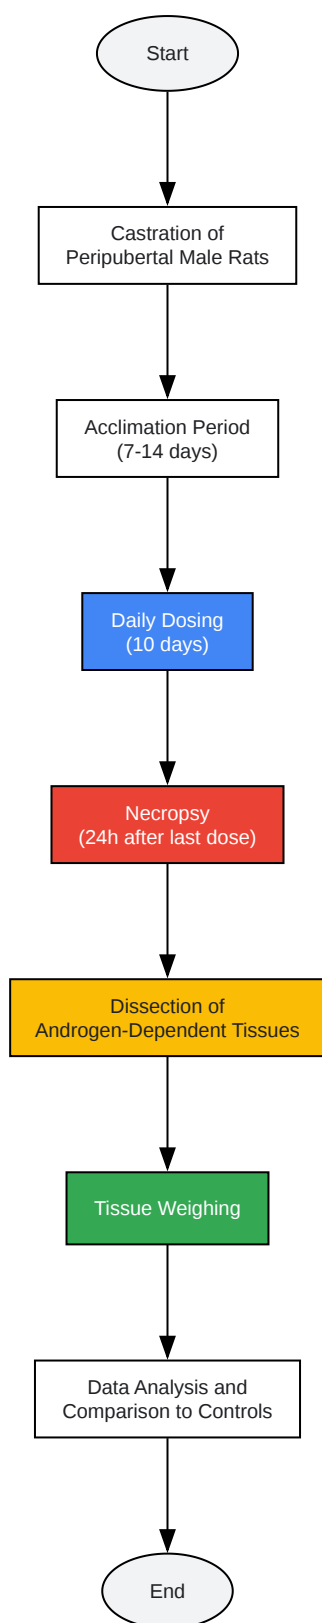 Start
Castration of
Peripubertal Male Rats
Acclimation Period
(7-14 days)
Daily Dosing
(10 days)
Necropsy
(24h after last dose)
Dissection of
Androgen-Dependent Tissues
Tissue Weighing
Data Analysis and
Comparison to Controls
End